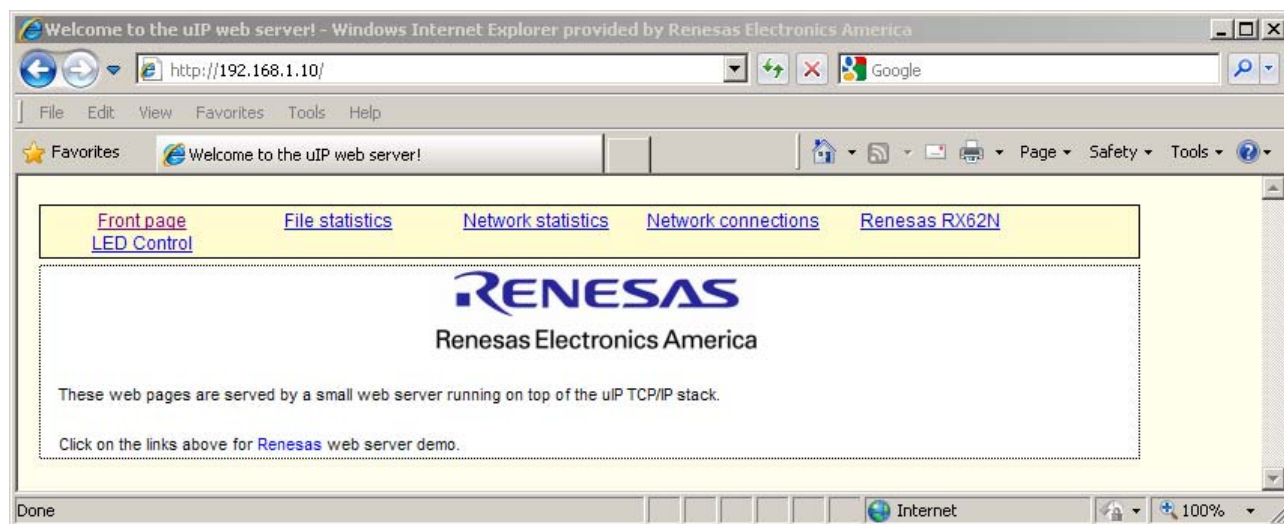 Welcome to the uIP web server! - Windows Internet Explorer provided by Renesas Electronics America
http://192.168.1.10/ Google
File Edit View Favorites Tools Help
Favorites Welcome to the uIP web server! Page Safety Tools
Front page File statistics Network statistics Network connections Renesas RX62N
LED Control
RENESAS
Renesas Electronics America
These web pages are served by a small web server running on top of the uIP TCP/IP stack.
Click on the links above for Renesas web server demo.
Done Internet 100%